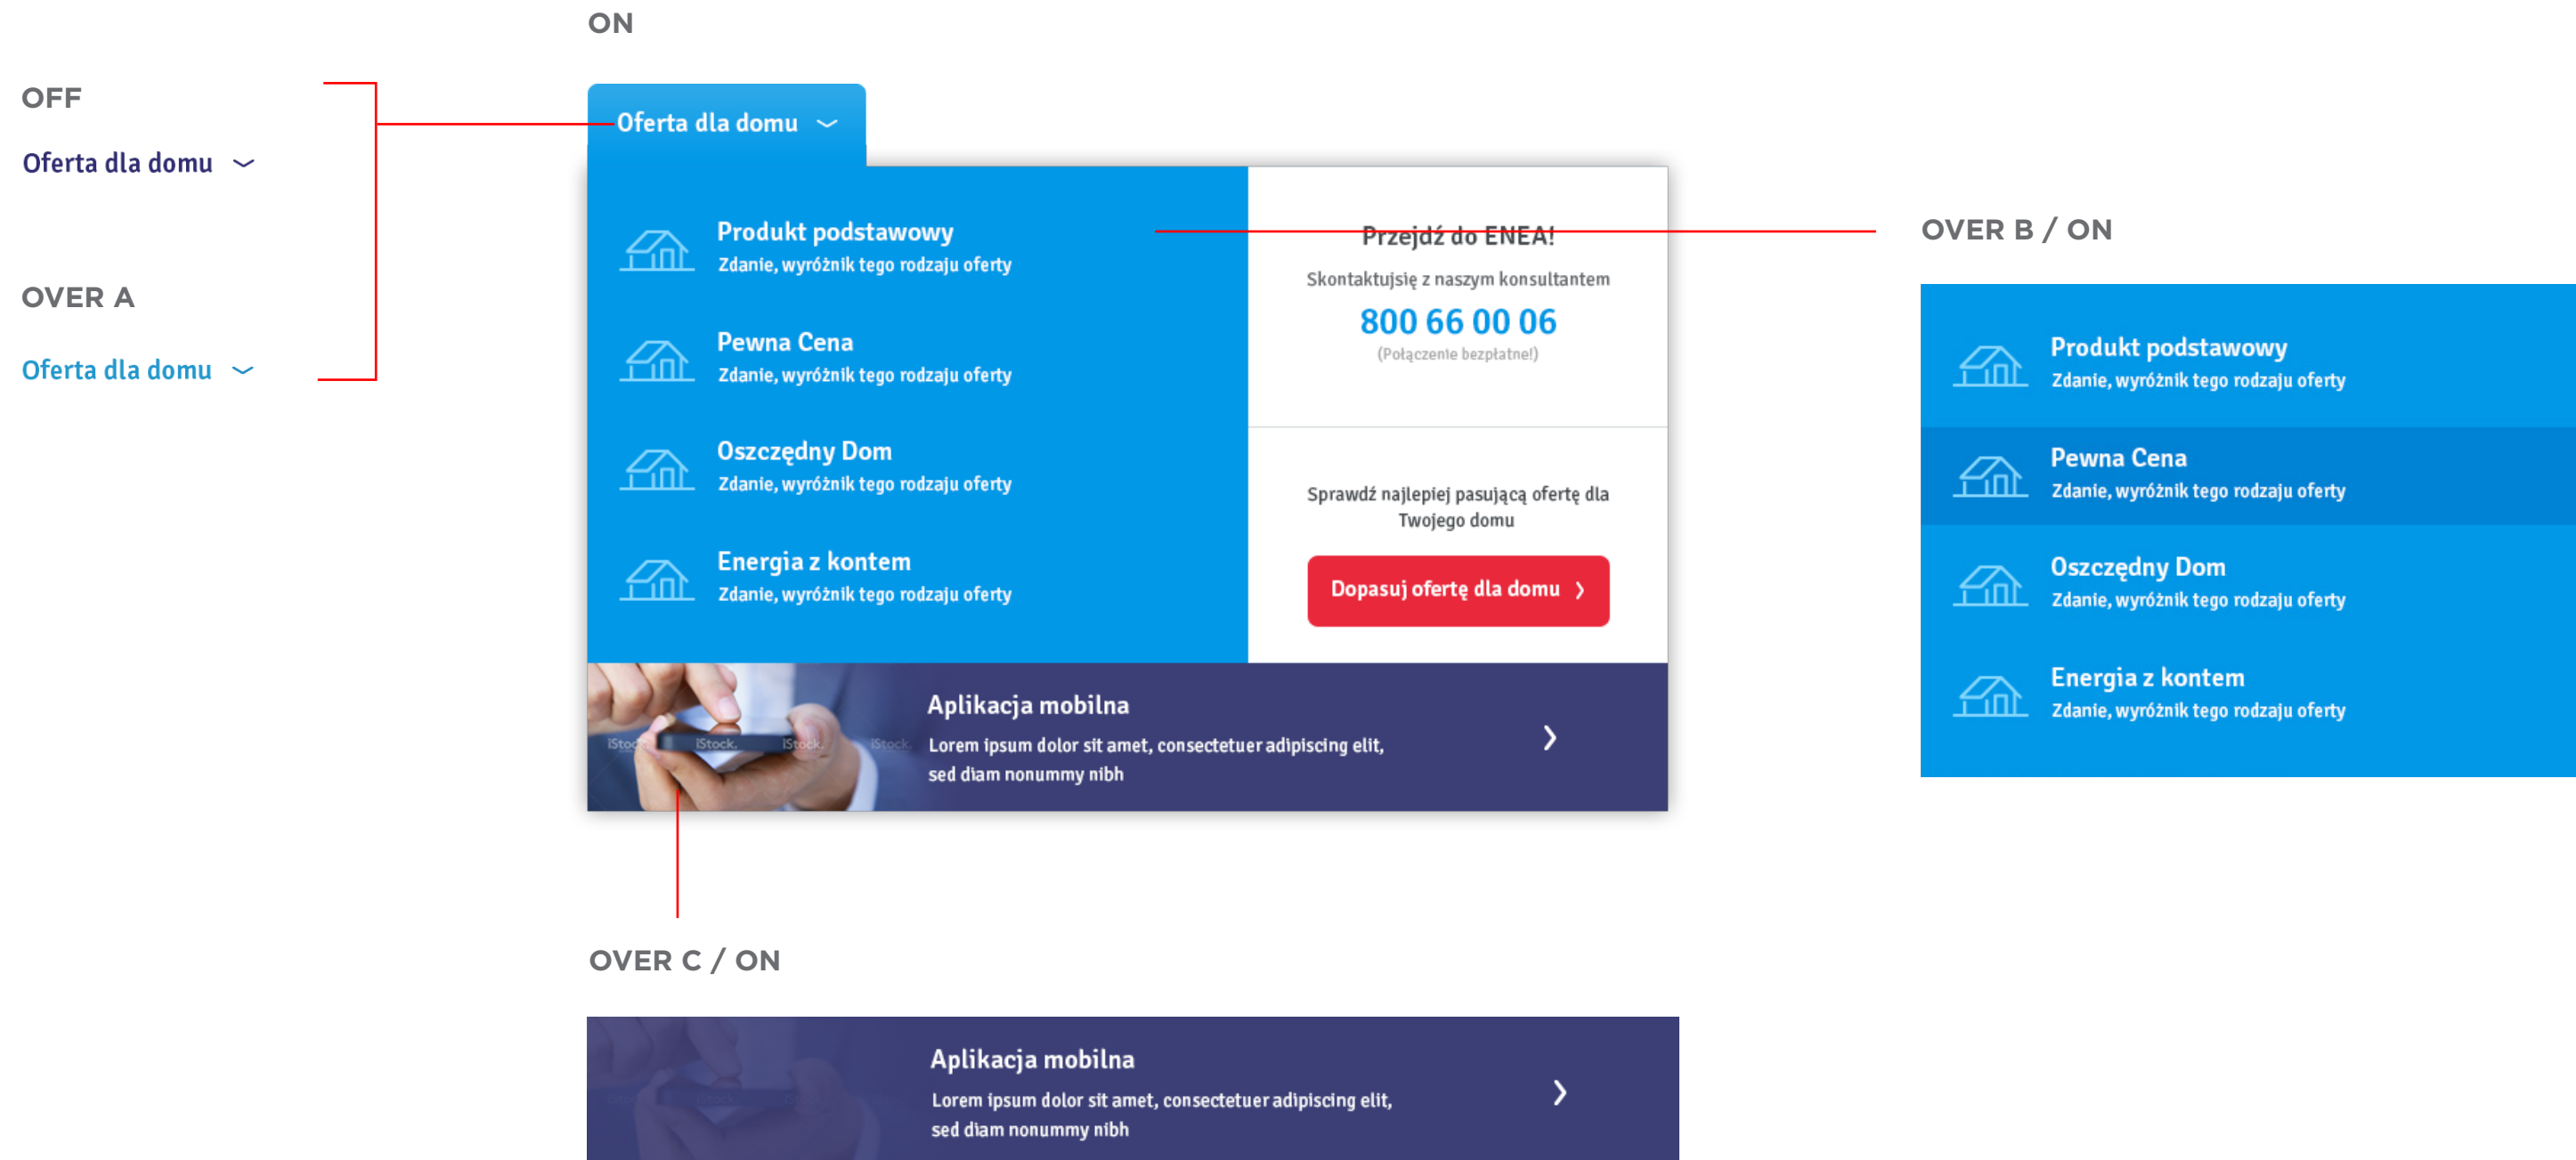 ON
OFF
Oferta dla domu
OVER A
Oferta dla domu
Oferta dla domu
Produkt podstawowy
Zdanie, wyróżnik tego rodzaju oferty
Pewna Cena
Zdanie, wyróżnik tego rodzaju oferty
Oszczędny Dom
Zdanie, wyróżnik tego rodzaju oferty
Energia z kontem
Zdanie, wyróżnik tego rodzaju oferty
Przejdź do ENEA!
Skontaktujsię z naszym konsultantem
800 66 00 06
(Połączenie bezpłatne!)
Sprawdź najlepiej pasującą ofertę dla
Twojego domu
Dopasuj ofertę dla domu
iStock. iStock. iStock. iStock.
Aplikacja mobilna
Lorem ipsum dolor sit amet, consectetuer adipiscing elit,
sed diam nonummy nibh
OVER B / ON
Produkt podstawowy
Zdanie, wyróżnik tego rodzaju oferty
Pewna Cena
Zdanie, wyróżnik tego rodzaju oferty
Oszczędny Dom
Zdanie, wyróżnik tego rodzaju oferty
Energia z kontem
Zdanie, wyróżnik tego rodzaju oferty
OVER C / ON
iStock.
Aplikacja mobilna
Lorem ipsum dolor sit amet, consectetuer adipiscing elit,
sed diam nonummy nibh